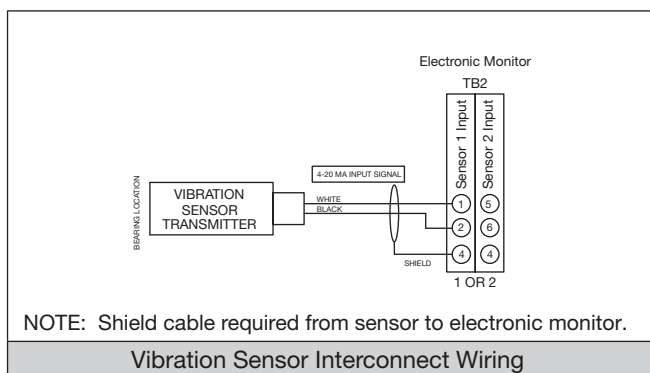 Electronic Monitor
TB2
Sensor 1 Input
Sensor 2 Input
4-20 MA INPUT SIGNAL
BEARING LOCATION
VIBRATION
SENSOR
TRANSMITTER
WHITE
BLACK
SHIELD
1 5
2 6
4 4
1 OR 2
NOTE: Shield cable required from sensor to electronic monitor.
Vibration Sensor Interconnect Wiring